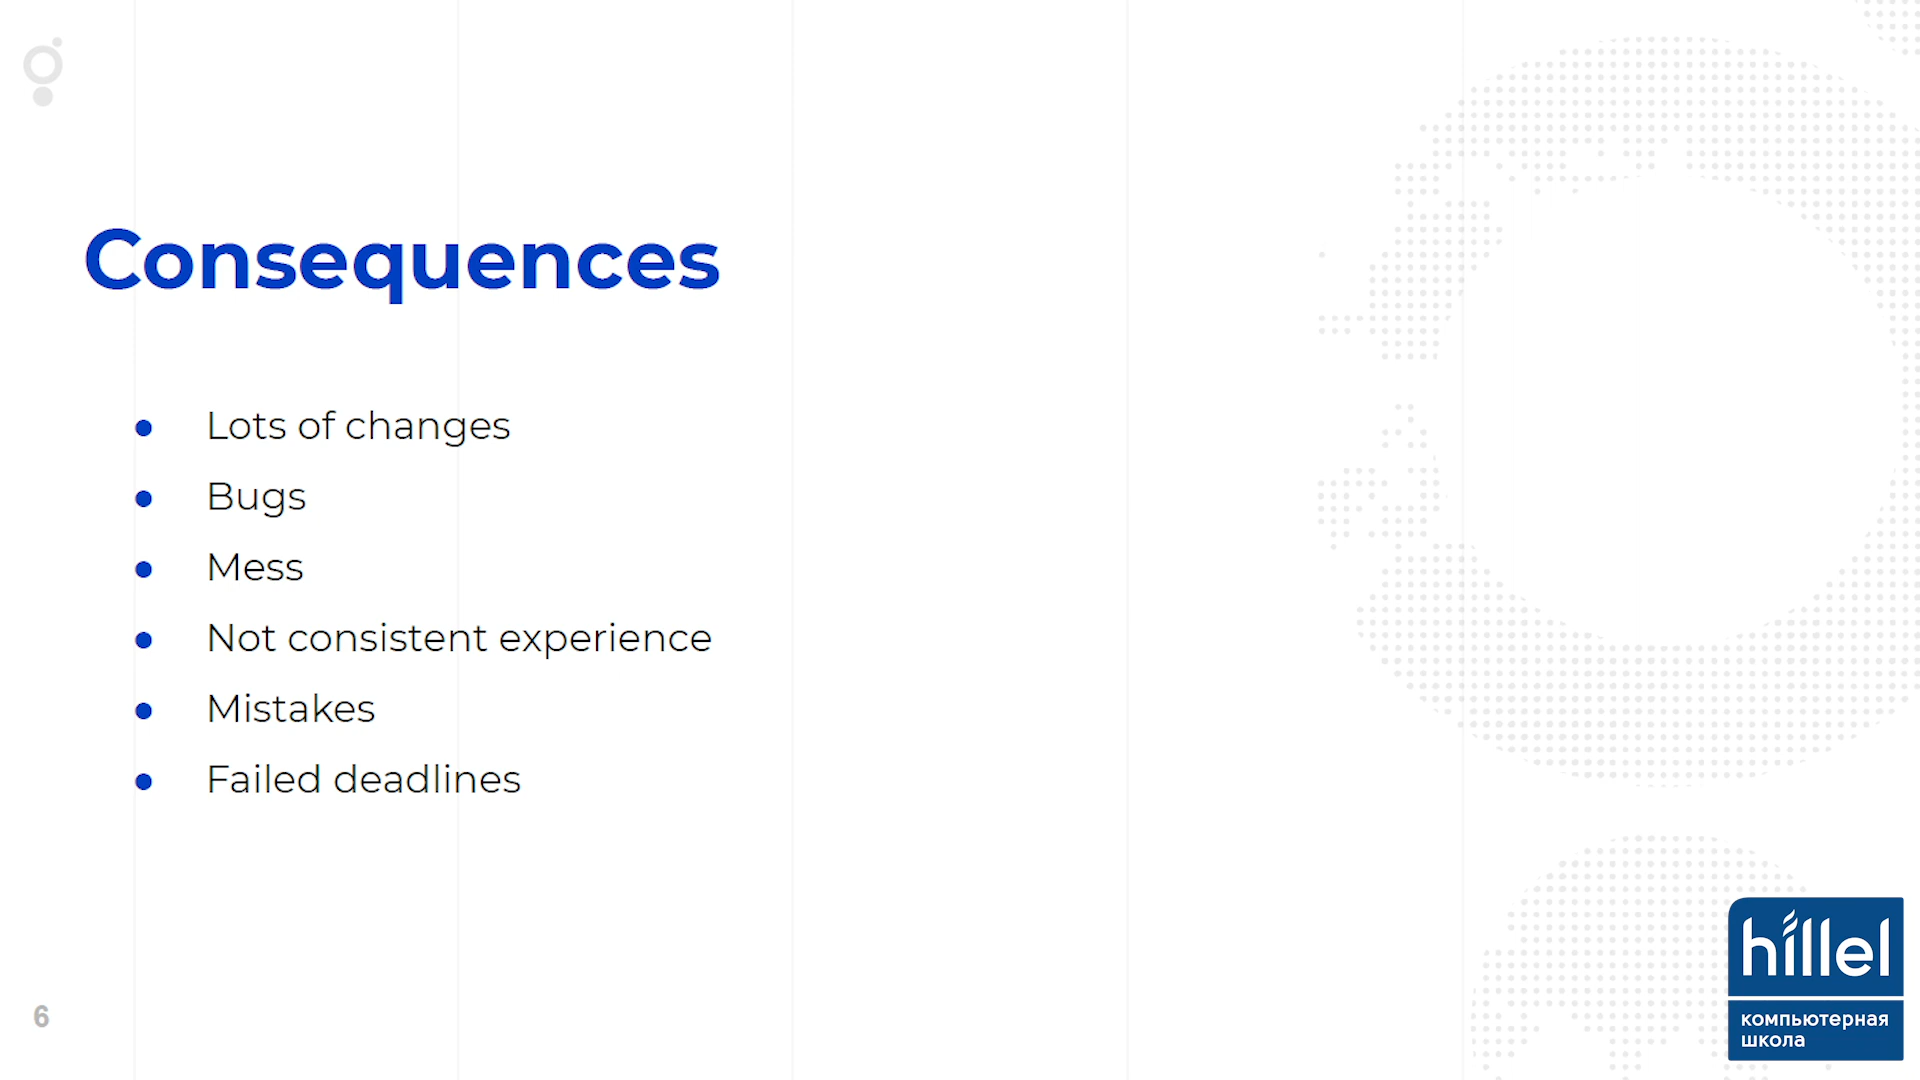 Consequences
Lots of changes
Bugs
Mess
Not consistent experience
Mistakes
Failed deadlines
6
hillel
компьютерная
школа